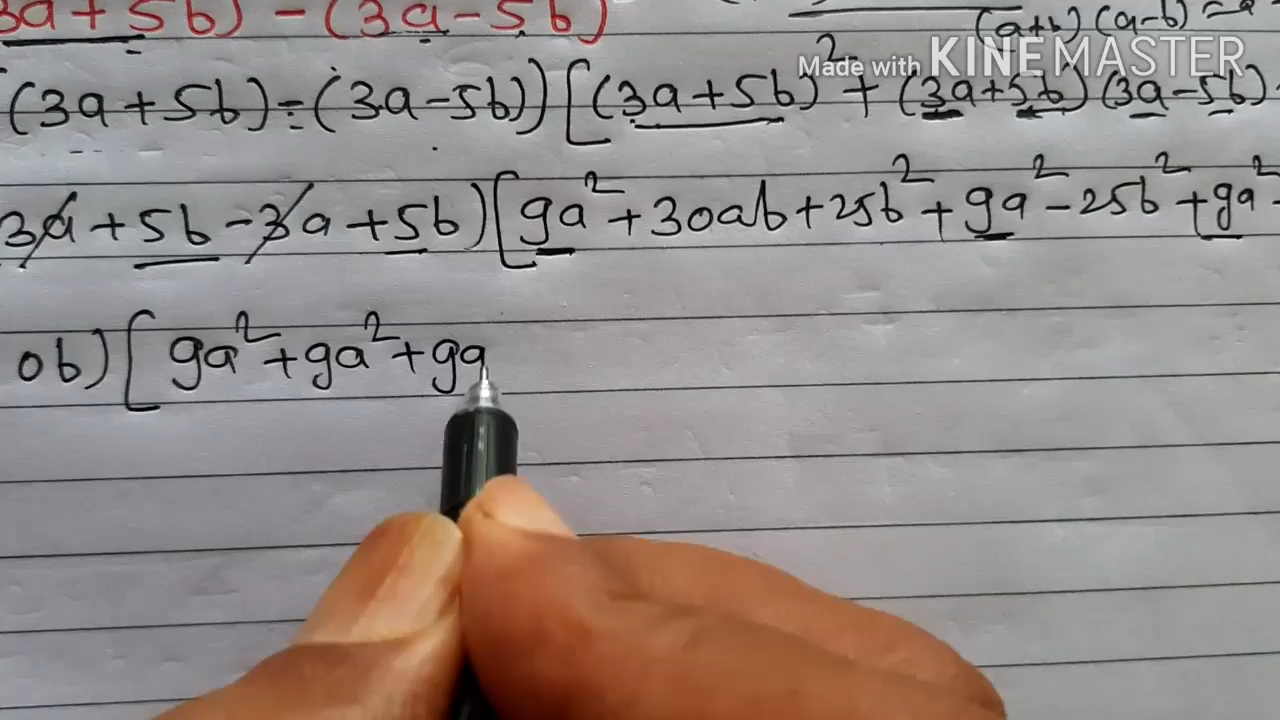 3a + 5b) - (3a - 5b)
(a+b) (a-b) = a
Made with KINEMASTER
(3a + 5b) - (3a - 5b)) [(3a + 5b)² + (3a + 5b) (3a - 5b)
3a + 5b - 3a + 5b) [9a² + 30ab + 25b² + 9a² - 25b² + 9a² -
0b) [9a² + 9a² + 9a